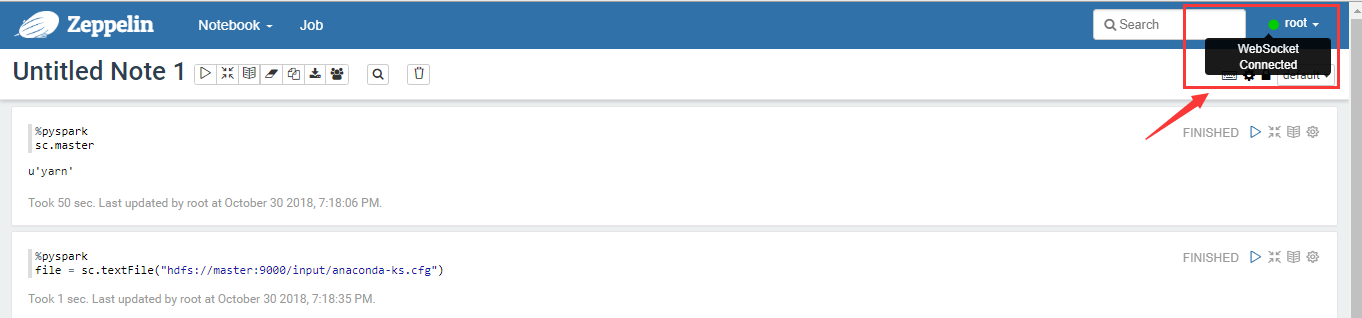 Zeppelin Notebook Job Search root
WebSocket
Connected
Untitled Note 1 default
%pyspark FINISHED
sc.master
u'yarn'
Took 50 sec. Last updated by root at October 30 2018, 7:18:06 PM.
%pyspark FINISHED
file = sc.textFile("hdfs://master:9000/input/anaconda-ks.cfg")
Took 1 sec. Last updated by root at October 30 2018, 7:18:35 PM.